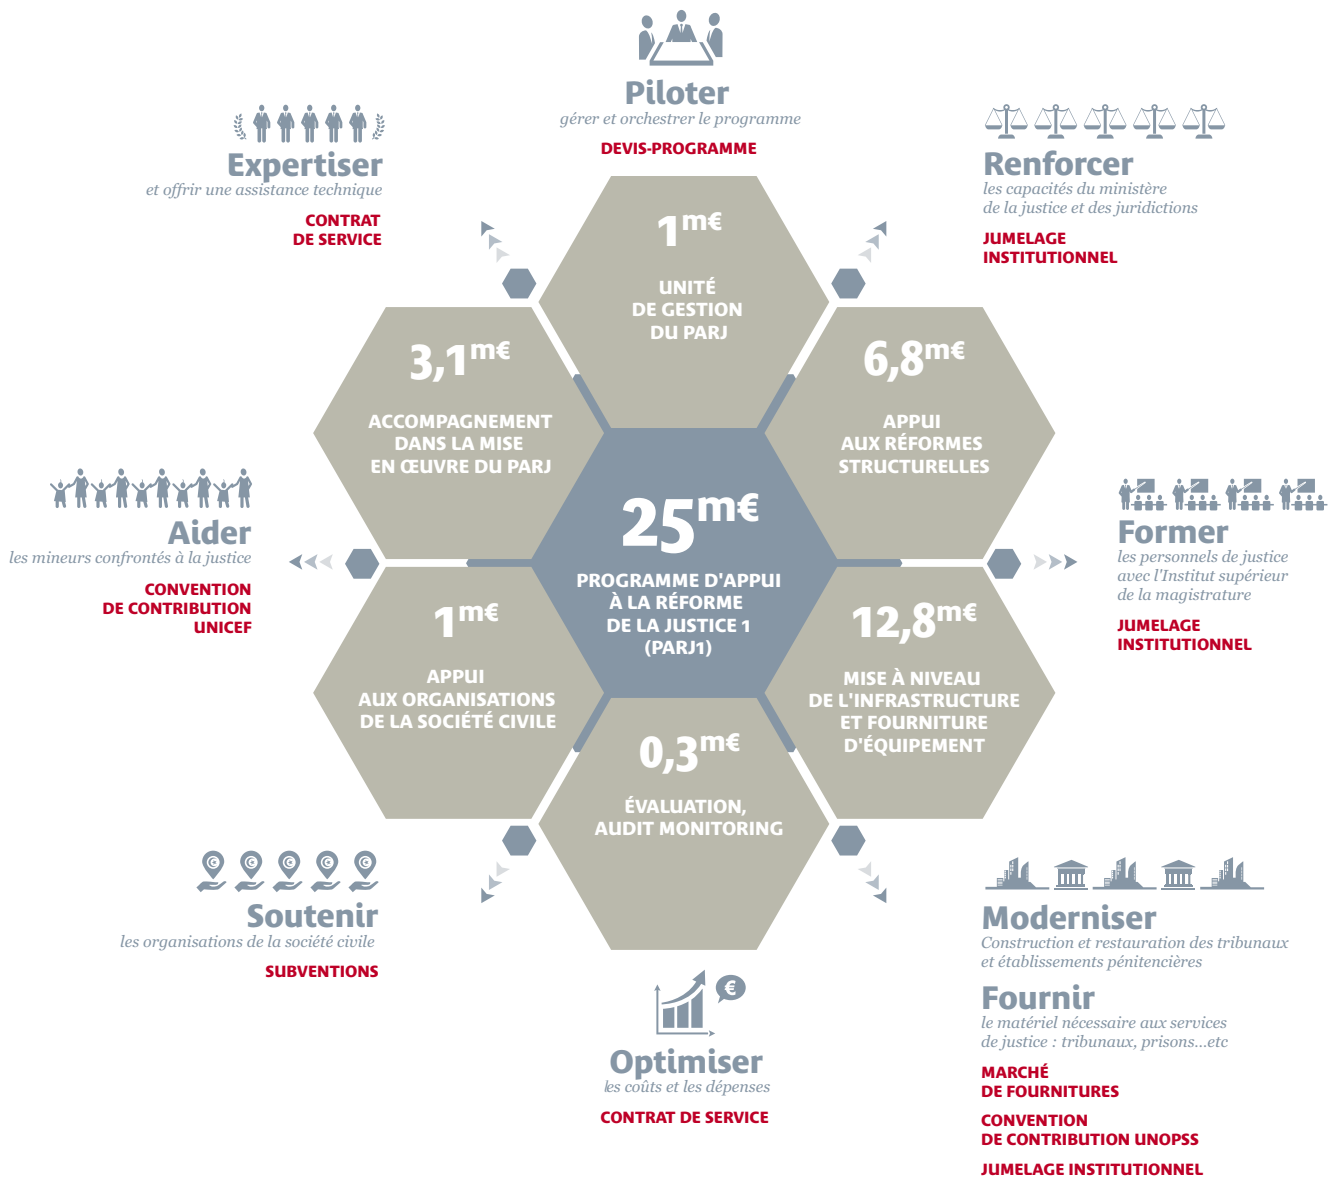 Piloter
gérer et orchestrer le programme
DEVIS-PROGRAMME
Expertiser
et offrir une assistance technique
CONTRAT
DE SERVICE
Renforcer
les capacités du ministère
de la justice et des juridictions
JUMELAGE
INSTITUTIONNEL
1m€
UNITÉ
DE GESTION
DU PARJ
3,1m€
ACCOMPAGNEMENT
DANS LA MISE
EN ŒUVRE DU PARJ
6,8m€
APPUI
AUX RÉFORMES
STRUCTURELLES
25m€
PROGRAMME D'APPUI
À LA RÉFORME
DE LA JUSTICE 1
(PARJ1)
Aider
les mineurs confrontés à la justice
CONVENTION
DE CONTRIBUTION
UNICEF
Former
les personnels de justice
avec l'Institut supérieur
de la magistrature
JUMELAGE
INSTITUTIONNEL
1m€
APPUI
AUX ORGANISATIONS
DE LA SOCIÉTÉ CIVILE
12,8m€
MISE À NIVEAU
DE L'INFRASTRUCTURE
ET FOURNITURE
D'ÉQUIPEMENT
0,3m€
ÉVALUATION,
AUDIT MONITORING
Soutenir
les organisations de la société civile
SUBVENTIONS
€
Optimiser
les coûts et les dépenses
CONTRAT DE SERVICE
Moderniser
Construction et restauration des tribunaux
et établissements pénitencières
Fournir
le matériel nécessaire aux services
de justice : tribunaux, prisons...etc
MARCHÉ
DE FOURNITURES
CONVENTION
DE CONTRIBUTION UNOPSS
JUMELAGE INSTITUTIONNEL